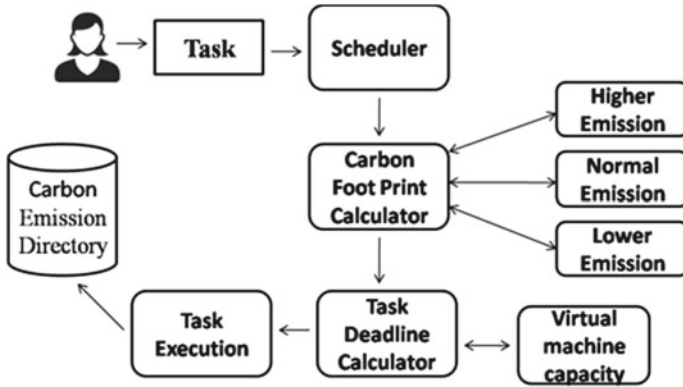 Task
Scheduler
Higher
Emission
Carbon
Foot Print
Calculator
Normal
Emission
Lower
Emission
Carbon
Emission
Directory
Task
Execution
Task
Deadline
Calculator
Virtual
machine
capacity